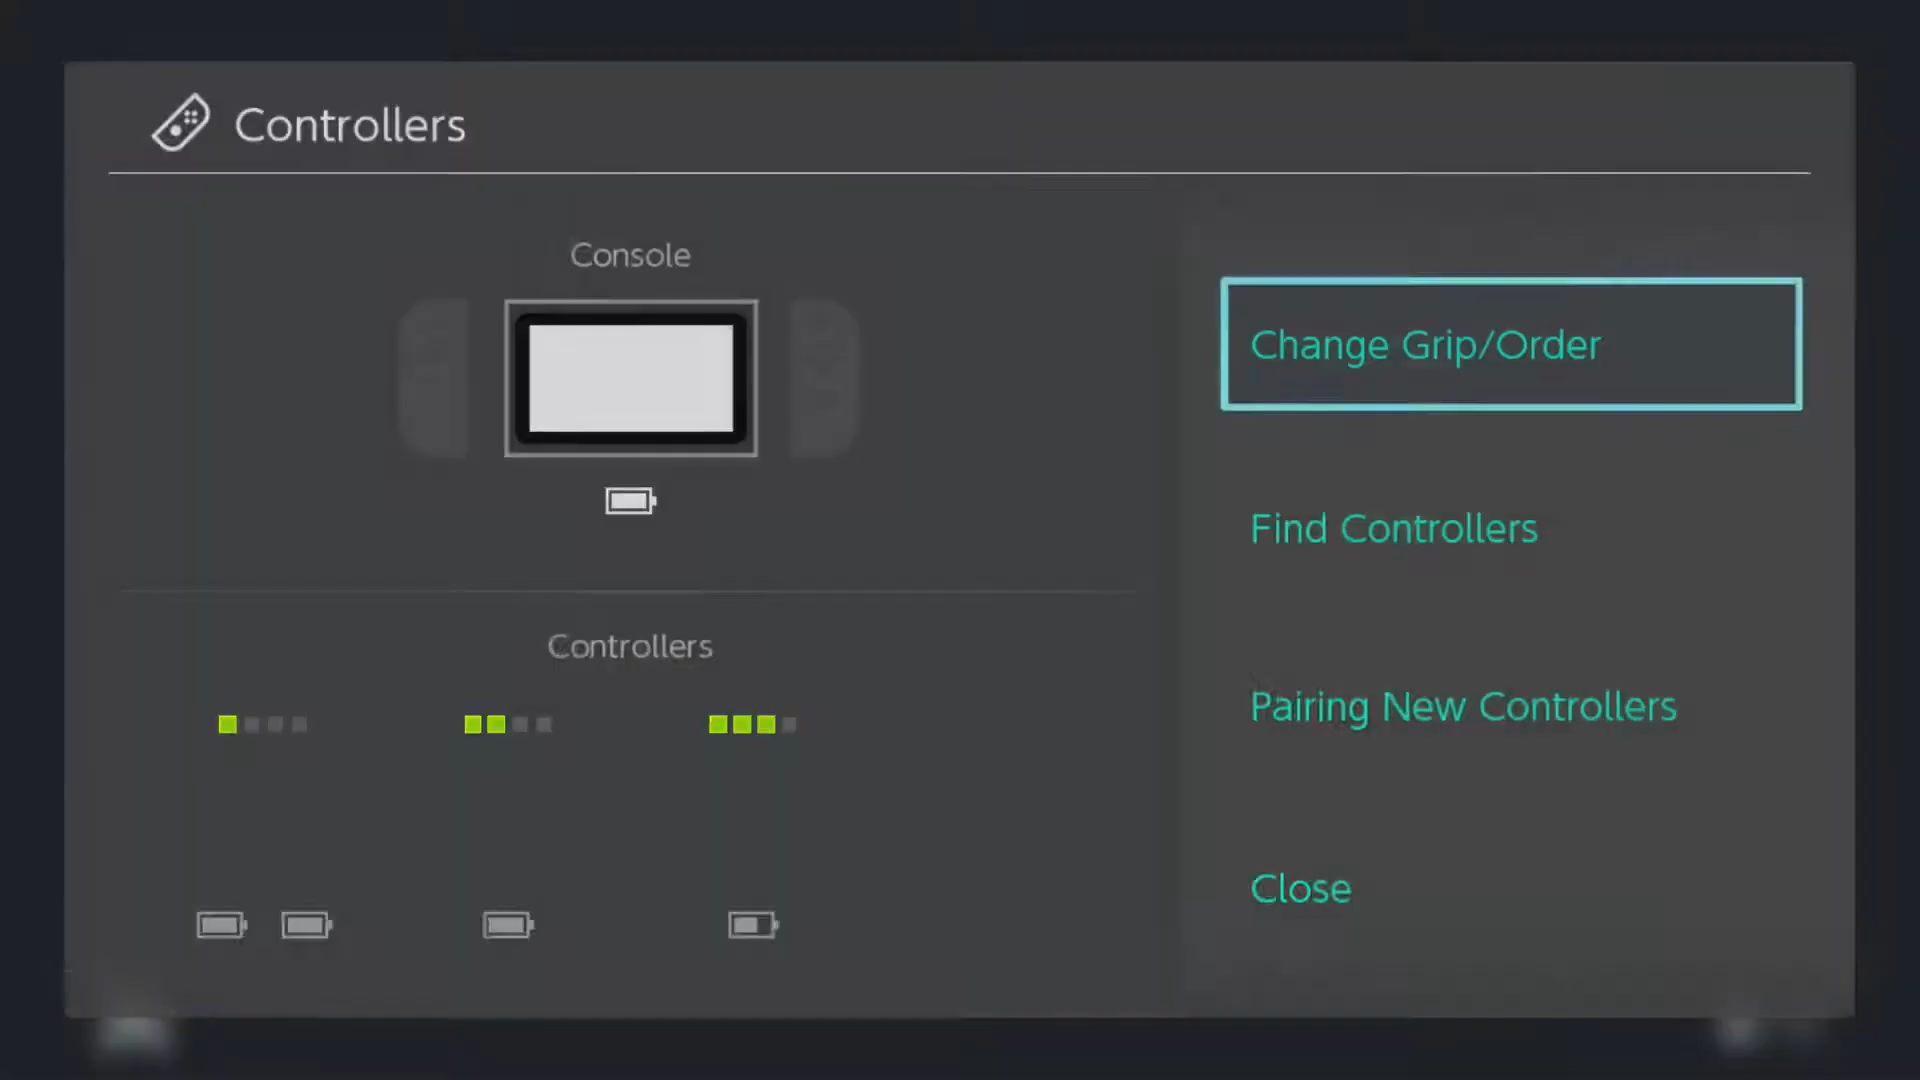 Controllers
Console
Controllers
Change Grip/Order
Find Controllers
Pairing New Controllers
Close